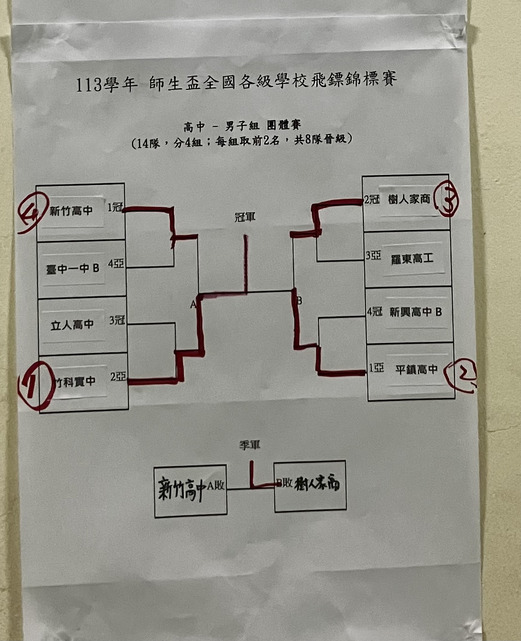 113學年 師生盃全國各級學校飛鏢錦標賽
高中 - 男子組 團體賽
(14隊，分4組；每組取前2名，共8隊晉級)
4 新竹高中 1冠
臺中一中 B 4亞
立人高中 3冠
1 竹科實中 2亞
冠軍
A
B
2冠 樹人家商 3
3亞 羅東高工
4冠 新興高中 B
1亞 平鎮高中 2
季軍
新竹高中 A敗
B敗 樹人家商